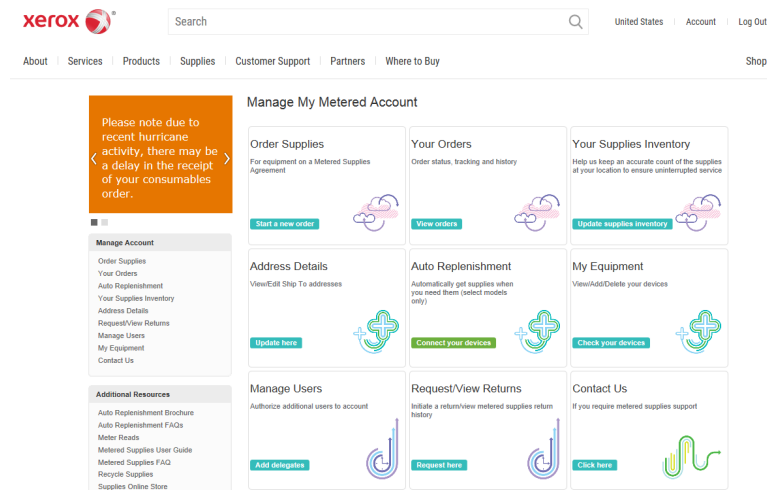 xerox
Search
United States
Account
Log Out
About
Services
Products
Supplies
Customer Support
Partners
Where to Buy
Shop
Please note due to
recent hurricane
activity, there may be
a delay in the receipt
of your consumables
order.
Manage Account
Order Supplies
Your Orders
Auto Replenishment
Your Supplies Inventory
Address Details
Request/View Returns
Manage Users
My Equipment
Contact Us
Additional Resources
Auto Replenishment Brochure
Auto Replenishment FAQs
Meter Reads
Metered Supplies User Guide
Metered Supplies FAQ
Recycle Supplies
Supplies Online Store
Manage My Metered Account
Order Supplies
For equipment on a Metered Supplies
Agreement
Start a new order
Your Orders
Order status, tracking and history
View orders
Your Supplies Inventory
Help us keep an accurate count of the supplies
at your location to ensure uninterrupted service
Update supplies inventory
Address Details
View/Edit Ship To addresses
Update here
Auto Replenishment
Automatically get supplies when
you need them (select models
only)
Connect your devices
My Equipment
View/Add/Delete your devices
Check your devices
Manage Users
Authorize additional users to account
Add delegates
Request/View Returns
Initiate a return/view metered supplies return
history
Request here
Contact Us
If you require metered supplies support
Click here